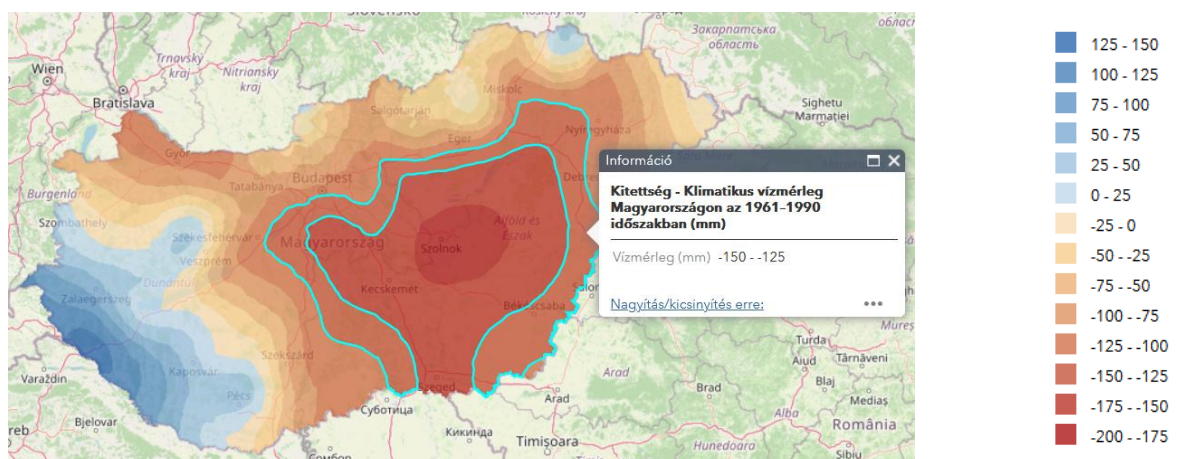 Slovensko
Košický kraj
Закарпатська
область
Wien
Trnavský
kraj
Nitriansky
kraj
Bratislava
Miskolc
Salgótarján
Sighetu
Marmației
Nyíregyháza
Eger
Győr
Tatabánya
Budapest
Burgenland
Szombathely
Székesfehérvár
Magyarország
Alföld és
Észak
Szolnok
Veszprém
Dunántúl
Zalaegerszeg
Kecskemét
Békéscsaba
Szekszárd
Kaposvár
Pécs
Szeged
Varaždin
Bjelovar
Суботица
Кикинда
Timișoara
Arad
Arad
Brad
Hunedoara
Turda
Aiud
Târnăveni
Blaj
Mediaș
Alba
România
Sibiu
Mureș
Információ
Kitettség - Klimatikus vízmérleg
Magyarországon az 1961-1990
időszakban (mm)
Vízmérleg (mm) -150 - -125
Nagyítás/kicsinyítés erre:
125 - 150
100 - 125
75 - 100
50 - 75
25 - 50
0 - 25
-25 - 0
-50 - -25
-75 - -50
-100 - -75
-125 - -100
-150 - -125
-175 - -150
-200 - -175